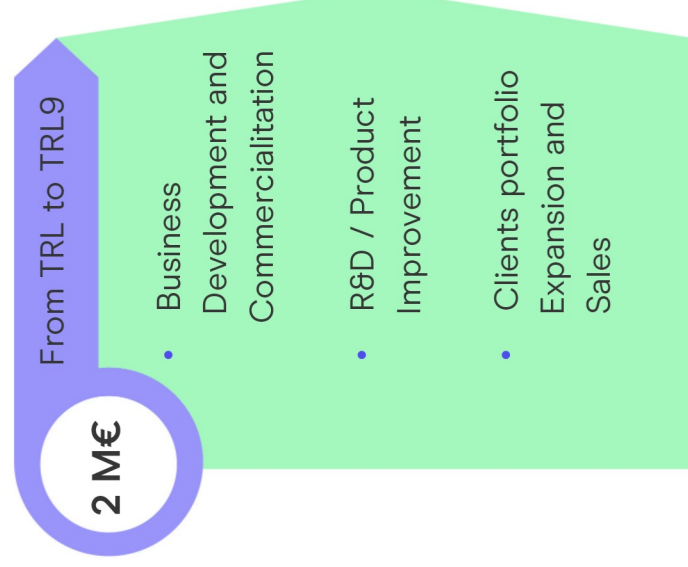 2 M€
From TRL to TRL9
• Business
Development and
Commercialitation
• R&D / Product
Improvement
• Clients portfolio
Expansion and
Sales